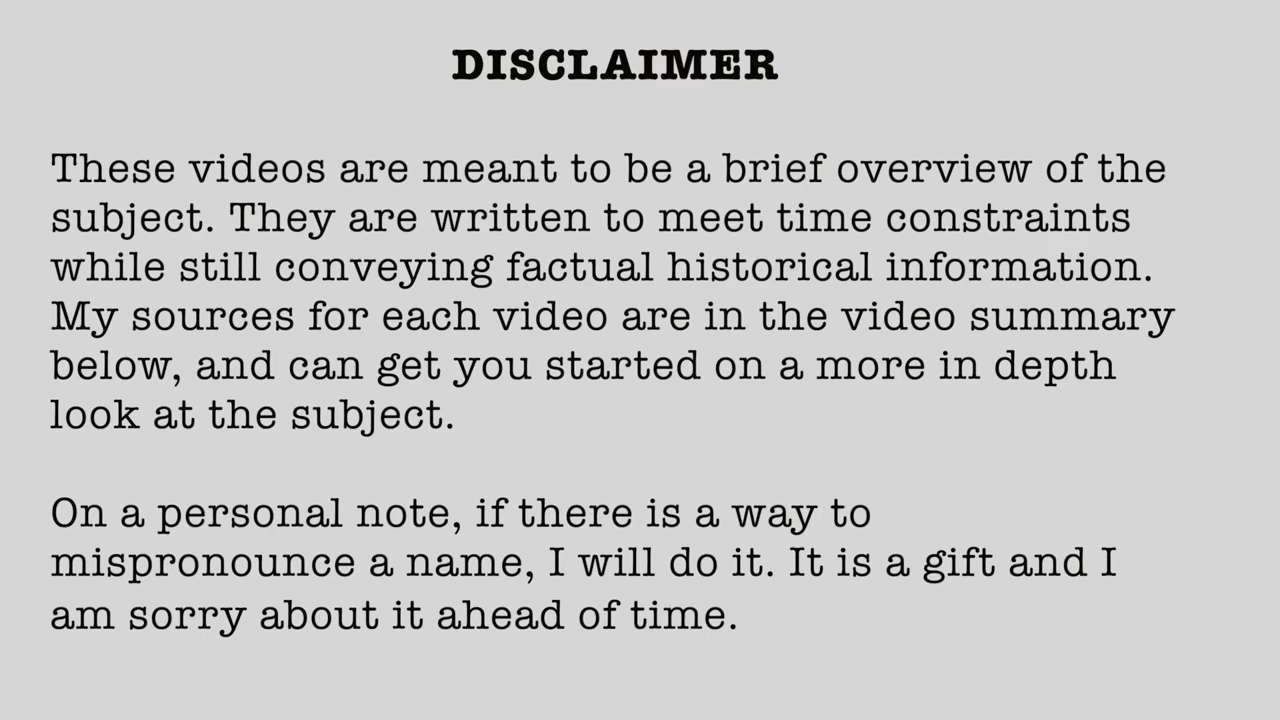 DISCLAIMER
These videos are meant to be a brief overview of the
subject. They are written to meet time constraints
while still conveying factual historical information.
My sources for each video are in the video summary
below, and can get you started on a more in depth
look at the subject.
On a personal note, if there is a way to
mispronounce a name, I will do it. It is a gift and I
am sorry about it ahead of time.